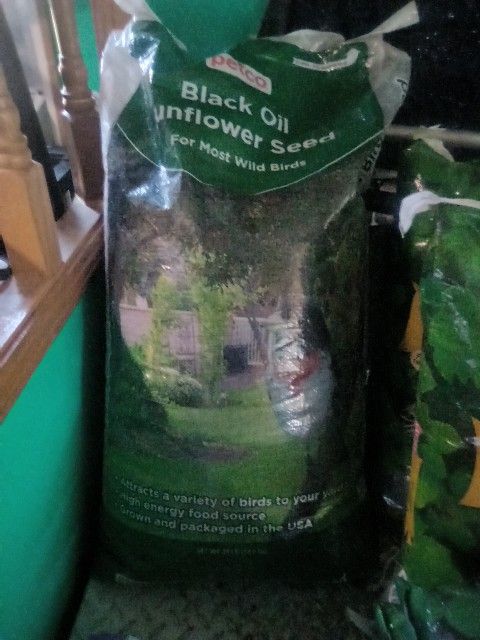 petco
Black Oil
unflower Seed
For Most Wild Birds
Attracts a variety of birds to your
High energy food source
Grown and packaged in the USA